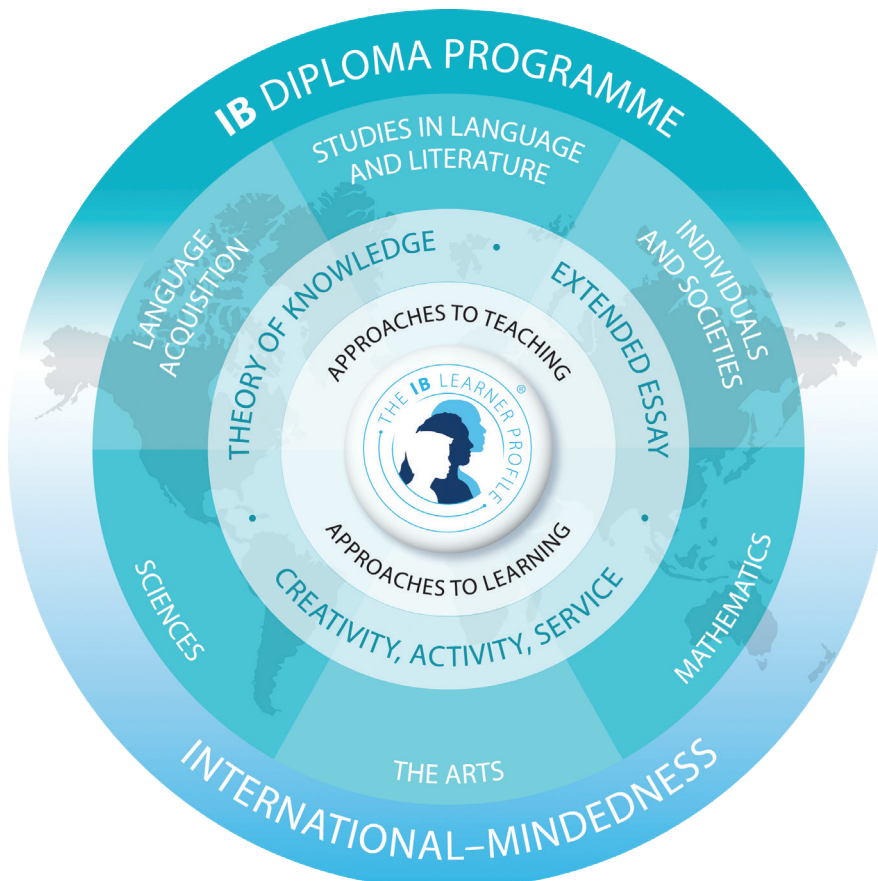 IB DIPLOMA PROGRAMME
STUDIES IN LANGUAGE
AND LITERATURE
LANGUAGE
ACQUISITION
INDIVIDUALS
AND SOCIETIES
THEORY OF KNOWLEDGE
EXTENDED ESSAY
APPROACHES TO TEACHING
THE IB LEARNER PROFILE
®
APPROACHES TO LEARNING
CREATIVITY, ACTIVITY, SERVICE
SCIENCES
MATHEMATICS
THE ARTS
INTERNATIONAL–MINDEDNESS